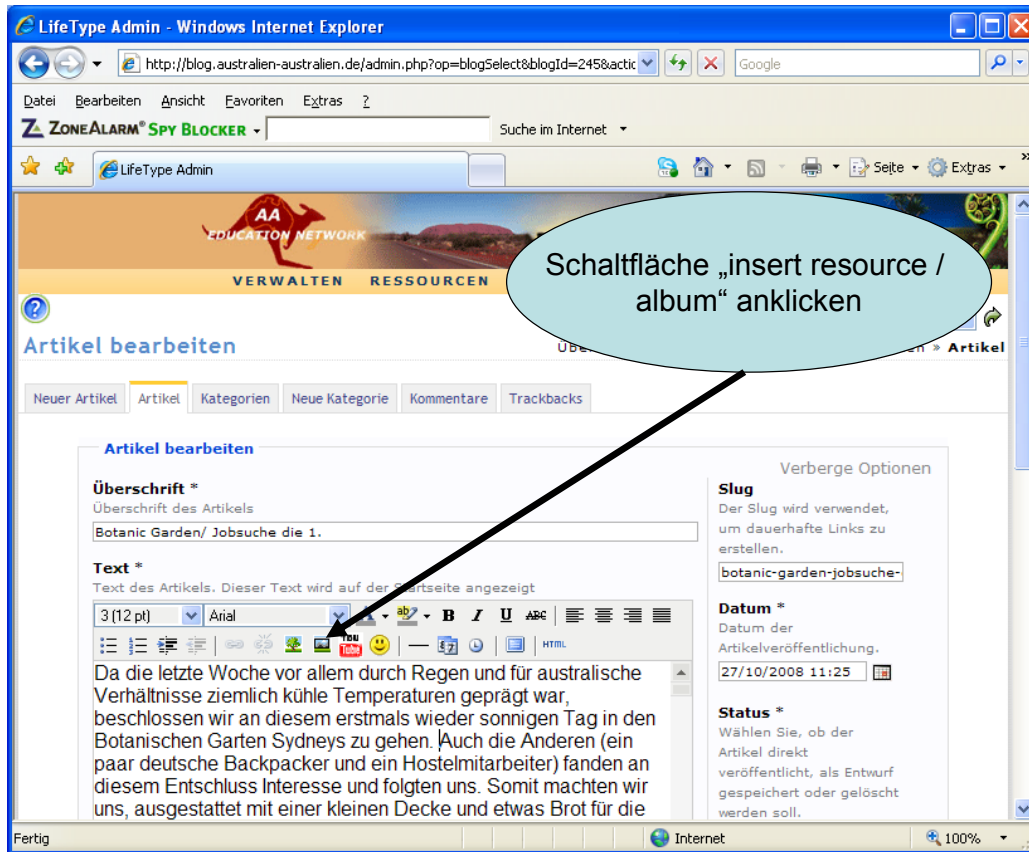 LifeType Admin - Windows Internet Explorer
http://blog.australien-australien.de/admin.php?op=blogSelect&blogId=245&actic
Google
Datei Bearbeiten Ansicht Favoriten Extras ?
ZONEALARM® SPY BLOCKER
Suche im Internet
LifeType Admin
Seite
Extras
AA
EDUCATION NETWORK
VERWALTEN RESSOURCEN
Schaltfläche „insert resource /
album“ anklicken
Artikel bearbeiten
» Artikel
Neuer Artikel Artikel Kategorien Neue Kategorie Kommentare Trackbacks
Artikel bearbeiten
Verberge Optionen
Überschrift *
Überschrift des Artikels
Botanic Garden/ Jobsuche die 1.
Text *
Text des Artikels. Dieser Text wird auf der Startseite angezeigt
3 (12 pt) Arial
B I U ABC
You Tube
HTML
Da die letzte Woche vor allem durch Regen und für australische
Verhältnisse ziemlich kühle Temperaturen geprägt war,
beschlossen wir an diesem erstmals wieder sonnigen Tag in den
Botanischen Garten Sydneys zu gehen. Auch die Anderen (ein
paar deutsche Backpacker und ein Hostelmitarbeiter) fanden an
diesem Entschluss Interesse und folgten uns. Somit machten wir
uns, ausgestattet mit einer kleinen Decke und etwas Brot für die
Slug
Der Slug wird verwendet,
um dauerhafte Links zu
erstellen.
botanic-garden-jobsuche-
Datum *
Datum der
Artikelveröffentlichung.
27/10/2008 11:25
Status *
Wählen Sie, ob der
Artikel direkt
veröffentlicht, als Entwurf
gespeichert oder gelöscht
werden soll.
Fertig
Internet
100%